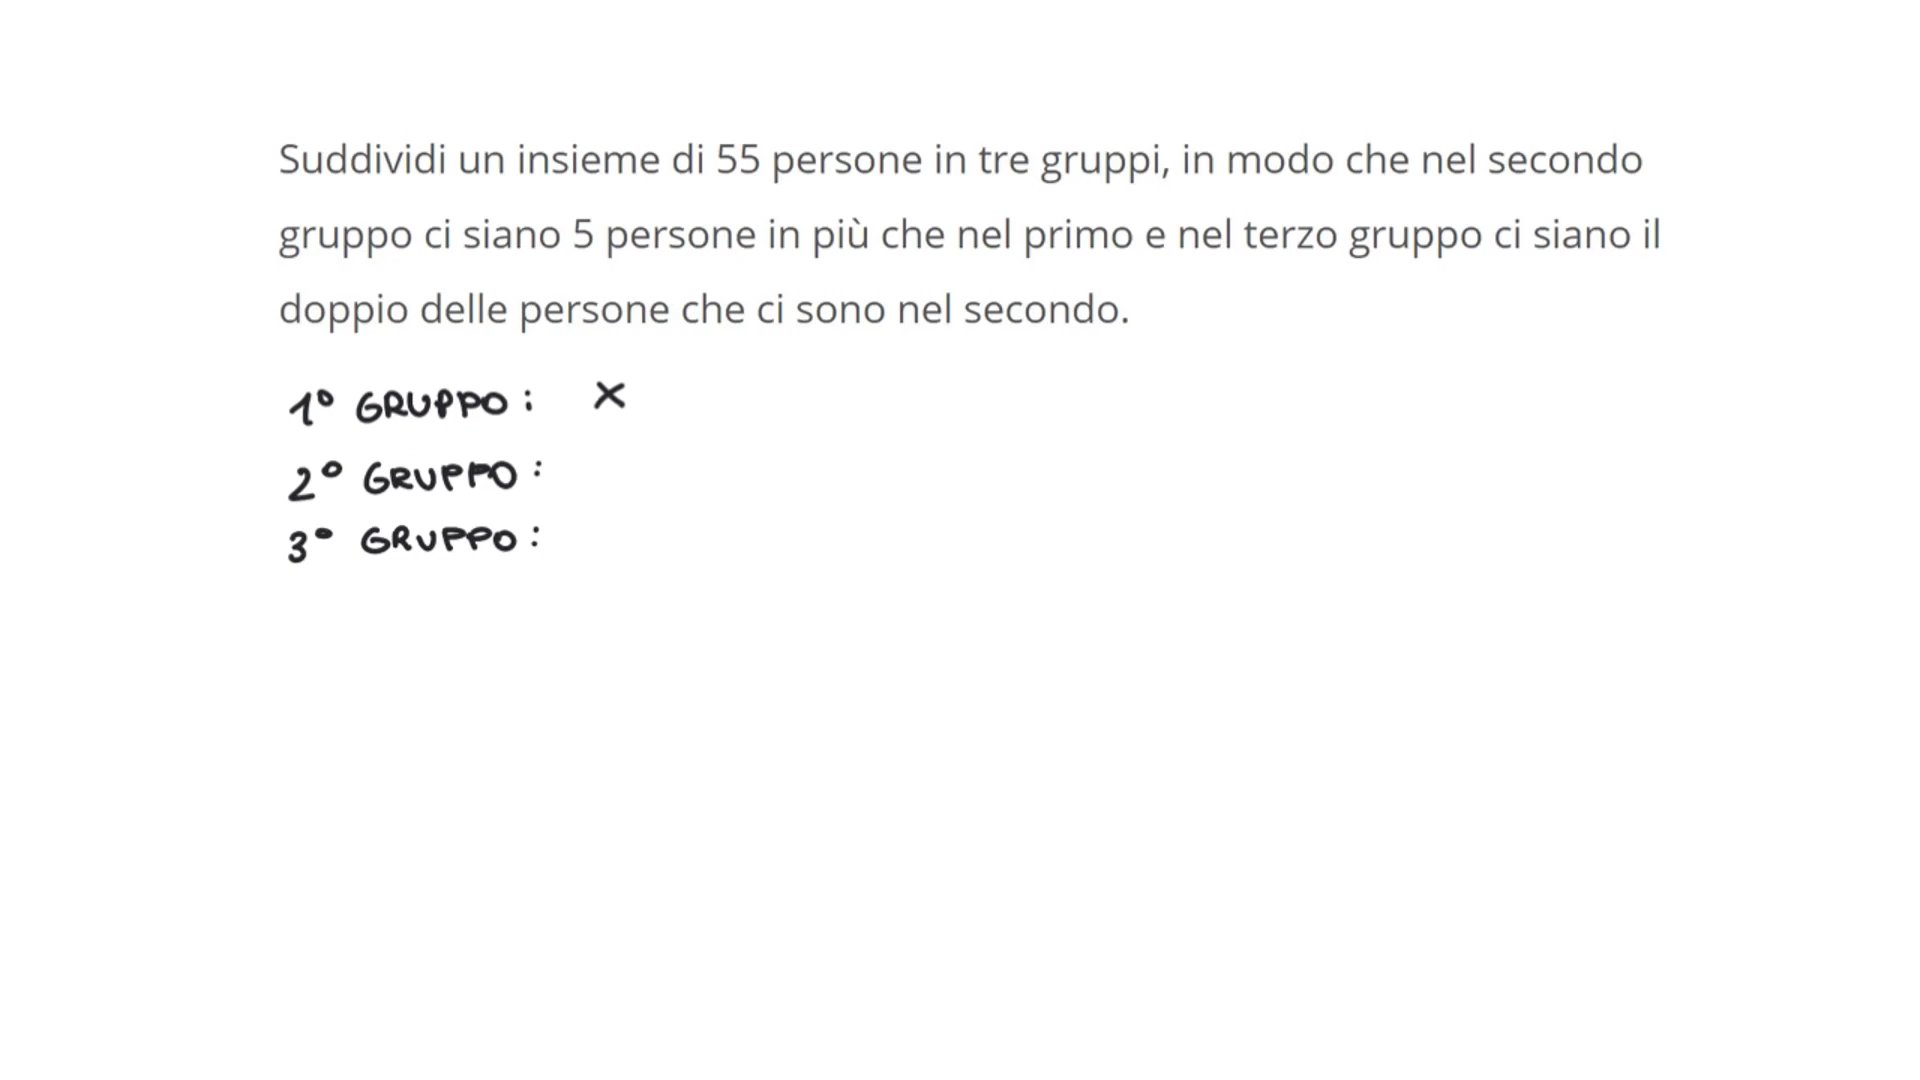 Suddividi un insieme di 55 persone in tre gruppi, in modo che nel secondo
gruppo ci siano 5 persone in più che nel primo e nel terzo gruppo ci siano il
doppio delle persone che ci sono nel secondo.
1° GRUPPO: x
2° GRUPPO:
3° GRUPPO: